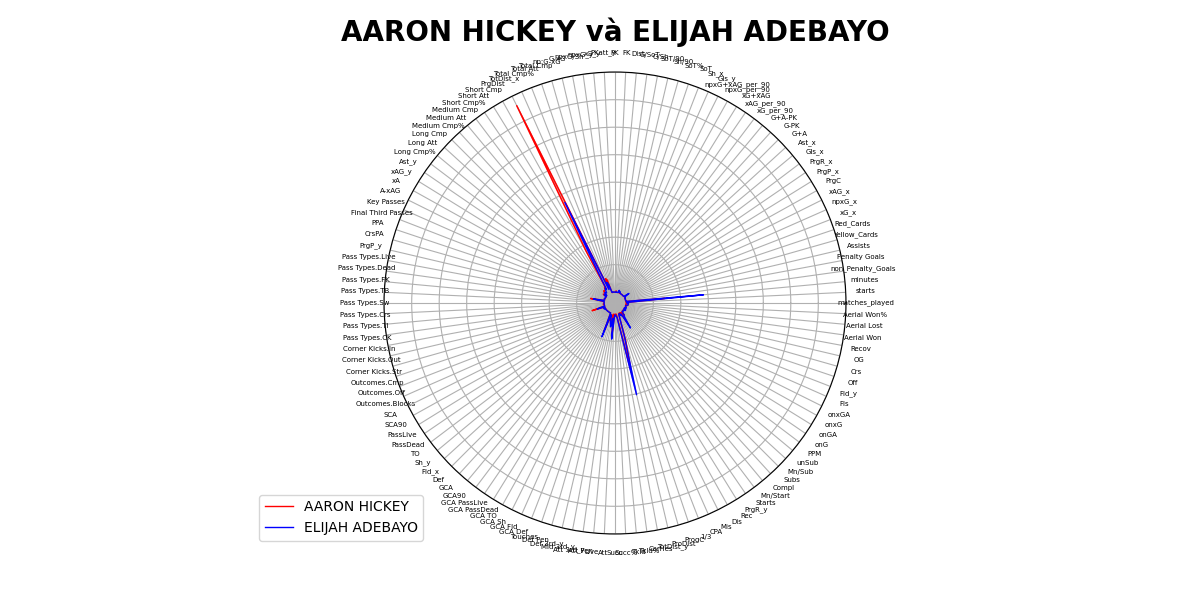 AARON HICKEY và ELIJAH ADEBAYO
FK
Sh_x
Gls_y
npxG+xAG_per_90
npxG_per_90
xG+xAG
xAG_per_90
xG_per_90
G+A-PK
G-PK
G+A
Ast_x
Gls_x
PrgR_x
PrgP_x
PrgC
xAG_x
npxG_x
xG_x
Red_Cards
Yellow_Cards
Assists
Penalty Goals
non_Penalty_Goals
minutes
starts
matches_played
Aerial Won%
Aerial Lost
Aerial Won
Recov
OG
Crs
Off
Fld_y
Fls
onxGA
onxG
onGA
onG
PPM
unSub
Mn/Sub
Subs
Compl
Mn/Start
Starts
PrgR_y
Rec
Dis
Mis
CPA
1/3
ProgC
Total Att
Total Cmp%
TotDist_x
PrgDist
Short Cmp
Short Att
Short Cmp%
Medium Cmp
Medium Att
Medium Cmp%
Long Cmp
Long Att
Long Cmp%
Ast_y
xAG_y
xA
A-xAG
Key Passes
Final Third Passes
PPA
CrsPA
PrgP_y
Pass Types.Live
Pass Types.Dead
Pass Types.FK
Pass Types.TB
Pass Types.Sw
Pass Types.Crs
Pass Types.TI
Pass Types.CK
Corner Kicks.In
Corner Kicks.Out
Corner Kicks.Str
Outcomes.Cmp
Outcomes.Off
Outcomes.Blocks
SCA
SCA90
PassLive
PassDead
TO
Sh_y
Fld_x
Def
GCA
GCA90
GCA PassLive
GCA PassDead
GCA TO
GCA Sh
GCA Fld
GCA Def
Touches
AARON HICKEY
ELIJAH ADEBAYO